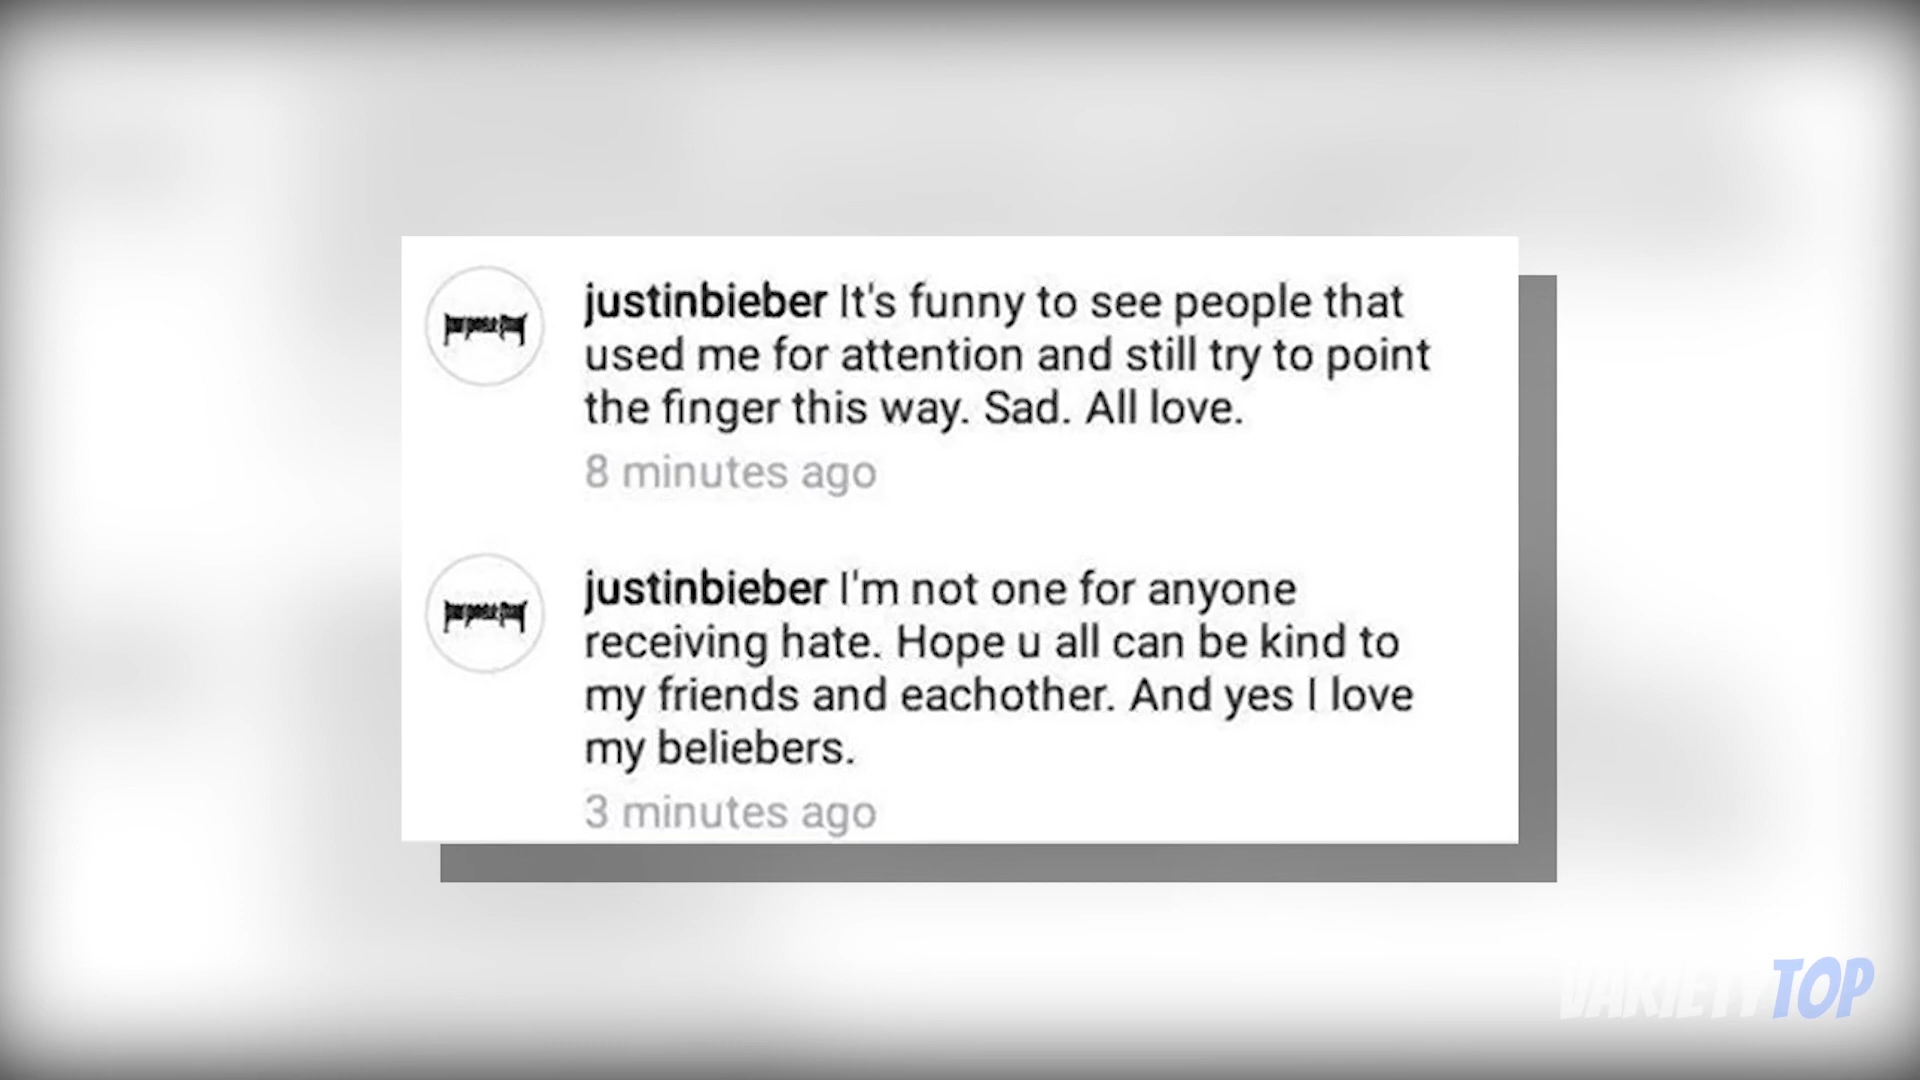 justinbieber It's funny to see people that
used me for attention and still try to point
the finger this way. Sad. All love.
8 minutes ago
justinbieber I'm not one for anyone
receiving hate. Hope u all can be kind to
my friends and eachother. And yes I love
my beliebers.
3 minutes ago
VARIETY TOP